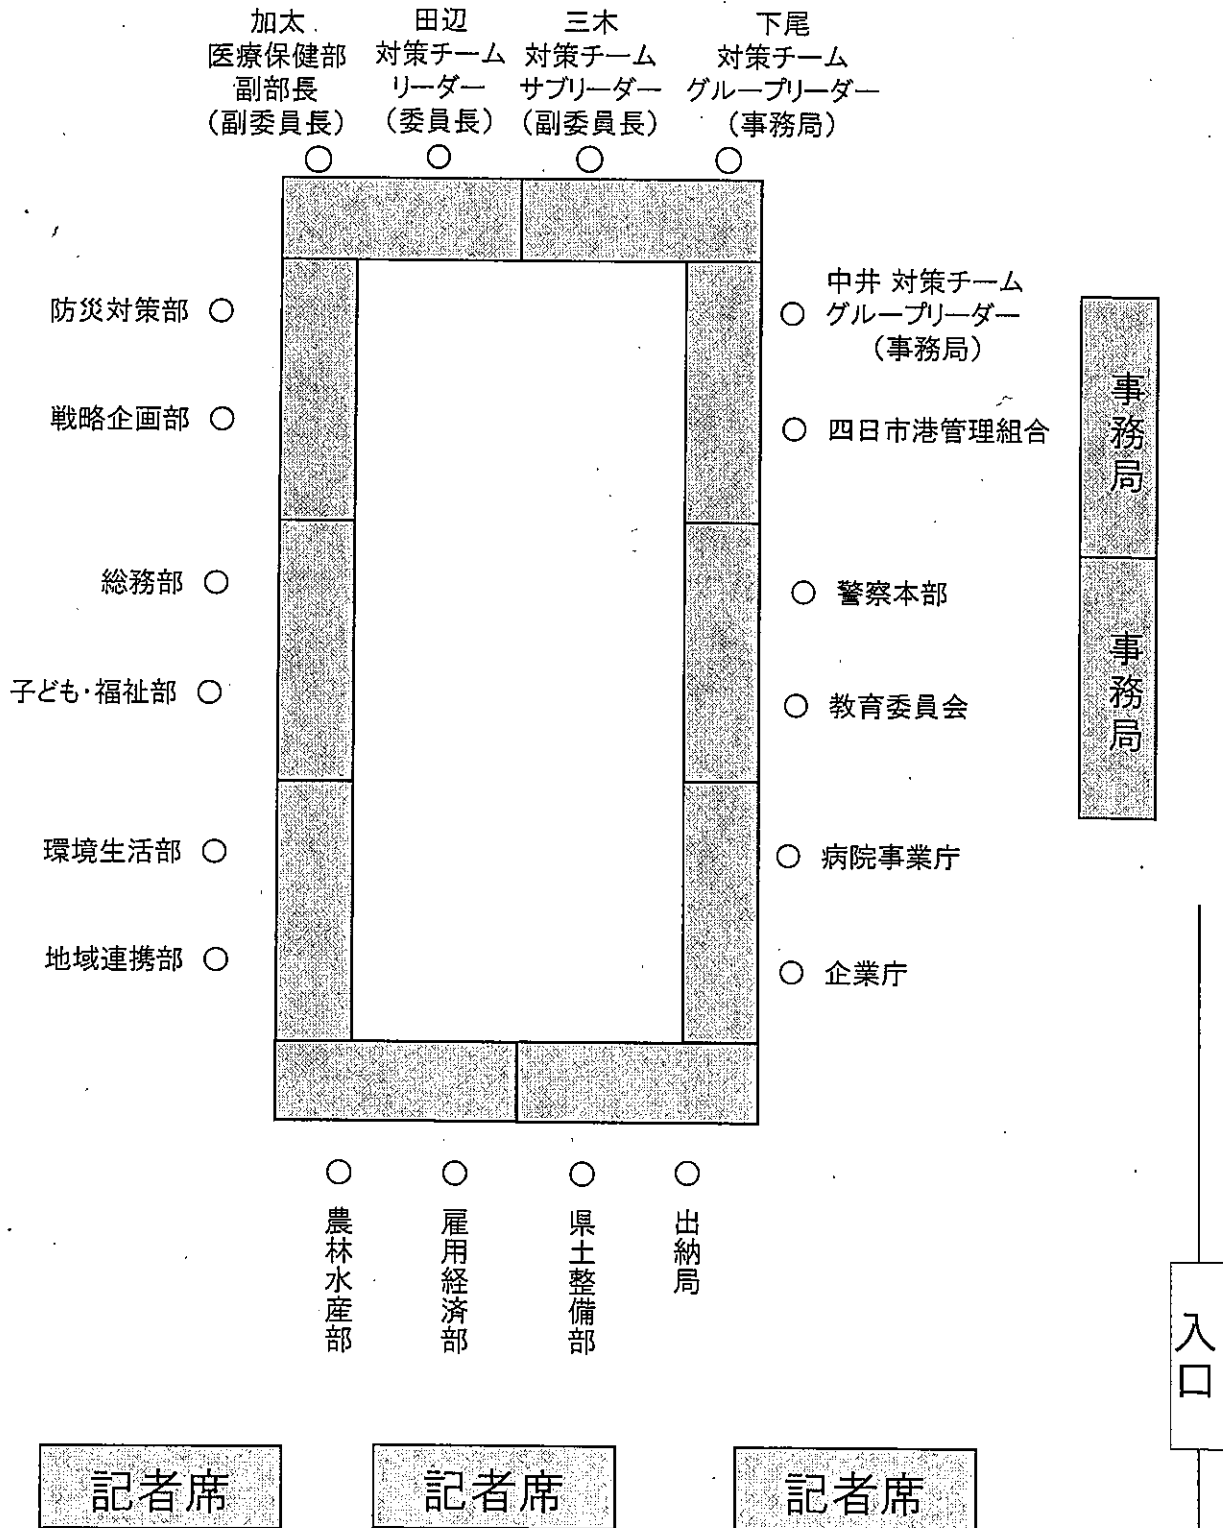 加太
医療保健部
副部長
（副委員長）
田辺
対策チーム
リーダー
（委員長）
三木
対策チーム
サブリーダー
（副委員長）
下尾
対策チーム
グループリーダー
（事務局）
防災対策部
戦略企画部
総務部
子ども・福祉部
環境生活部
地域連携部
中井 対策チーム
グループリーダー
（事務局）
四日市港管理組合
警察本部
教育委員会
病院事業庁
企業庁
事務局
事務局
農林水産部
雇用経済部
県土整備部
出納局
入口
記者席
記者席
記者席